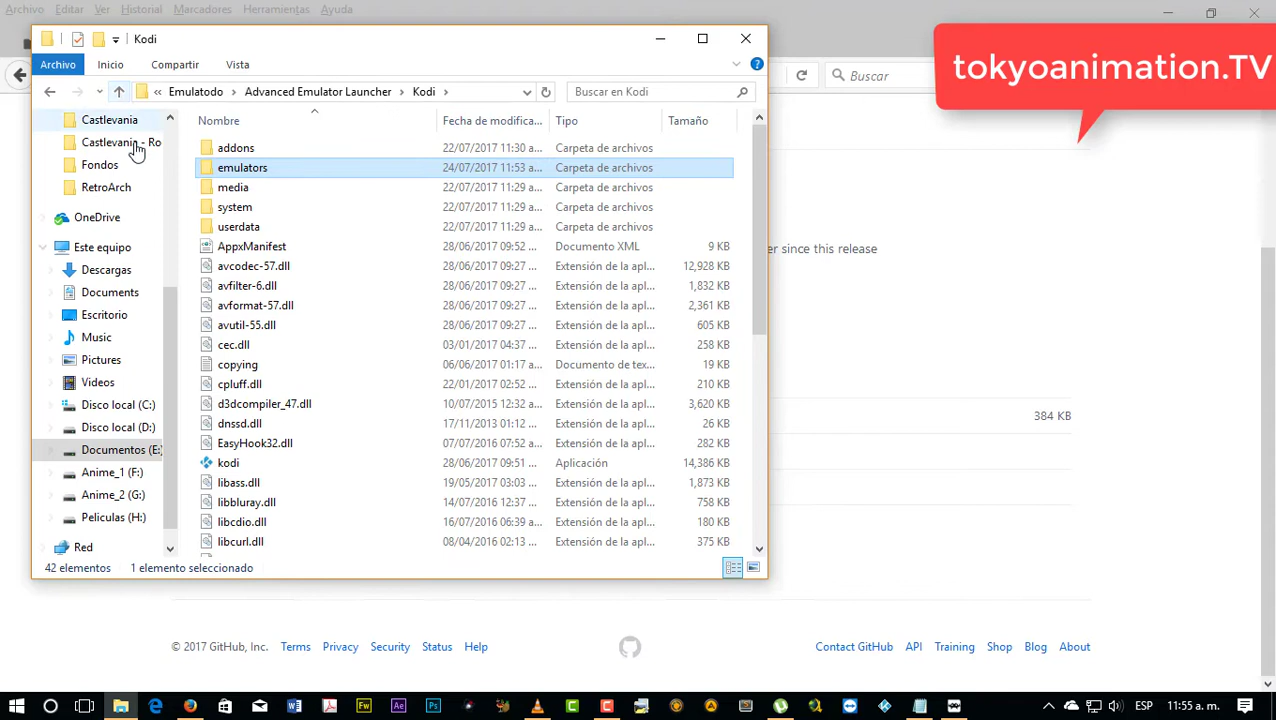 Archivo Editar Ver Historial Marcadores Herramientas Ayuda
Kodi
Archivo Inicio Compartir Vista
« Emulatodo › Advanced Emulator Launcher › Kodi ›
Buscar en Kodi
Buscar
tokyoanimation.TV
Nombre Fecha de modifica... Tipo Tamaño
Castlevania
Castlevania - Ro
Fondos
RetroArch
OneDrive
Este equipo
Descargas
Documents
Escritorio
Music
Pictures
Videos
Disco local (C:)
Disco local (D:)
Documentos (E:
Anime_1 (F:)
Anime_2 (G:)
Peliculas (H:)
Red
addons 22/07/2017 11:30 a... Carpeta de archivos
emulators 24/07/2017 11:53 a... Carpeta de archivos
media 22/07/2017 11:29 a... Carpeta de archivos
system 22/07/2017 11:29 a... Carpeta de archivos
userdata 22/07/2017 11:29 a... Carpeta de archivos
AppxManifest 28/06/2017 09:52 ... Documento XML 9 KB
avcodec-57.dll 28/06/2017 09:27 ... Extensión de la apl... 12,928 KB
avfilter-6.dll 28/06/2017 09:27 ... Extensión de la apl... 1,832 KB
avformat-57.dll 28/06/2017 09:27 ... Extensión de la apl... 2,361 KB
avutil-55.dll 28/06/2017 09:27 ... Extensión de la apl... 605 KB
cec.dll 03/01/2017 04:37 ... Extensión de la apl... 258 KB
copying 06/06/2017 01:17 a... Documento de tex... 19 KB
cpluff.dll 22/01/2017 02:52 ... Extensión de la apl... 210 KB
d3dcompiler_47.dll 10/07/2015 12:32 a... Extensión de la apl... 3,620 KB
dnssd.dll 17/11/2013 01:12 ... Extensión de la apl... 26 KB
EasyHook32.dll 07/07/2016 07:52 a... Extensión de la apl... 282 KB
kodi 28/06/2017 09:51 ... Aplicación 14,386 KB
libass.dll 19/05/2017 03:03 ... Extensión de la apl... 1,873 KB
libbluray.dll 14/07/2016 12:37 ... Extensión de la apl... 758 KB
libcdio.dll 16/07/2016 06:39 a... Extensión de la apl... 180 KB
libcurl.dll 08/04/2016 02:13 ... Extensión de la apl... 375 KB
42 elementos 1 elemento seleccionado
er since this release
384 KB
© 2017 GitHub, Inc. Terms Privacy Security Status Help
Contact GitHub API Training Shop Blog About
ESP 11:55 a. m.